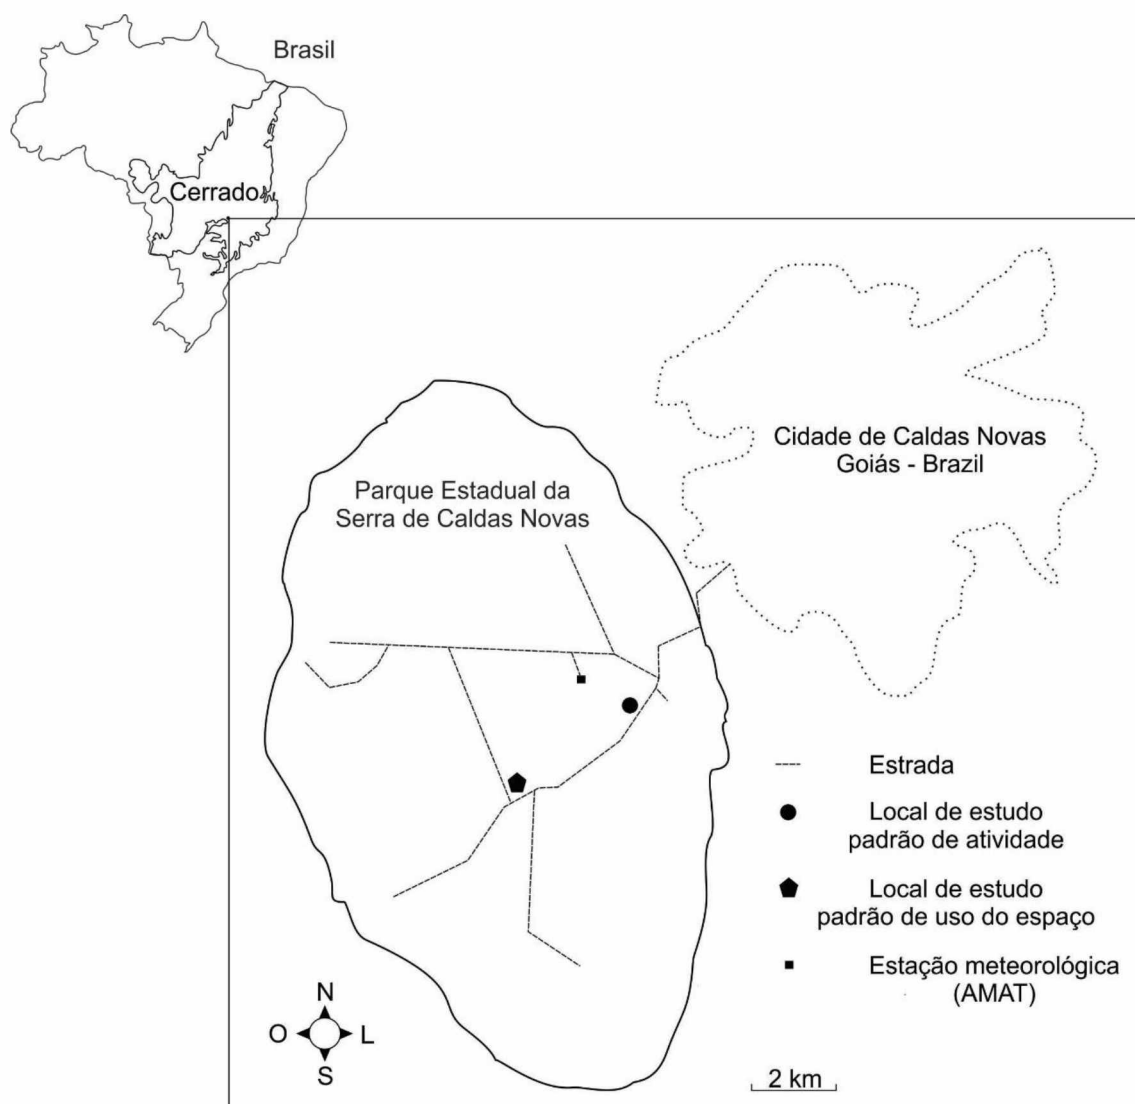 Brasil
Cerrado
Cidade de Caldas Novas
Goiás - Brazil
Parque Estadual da
Serra de Caldas Novas
Estrada
Local de estudo
padrão de atividade
Local de estudo
padrão de uso do espaço
Estação meteorológica
(AMAT)
N
O L
S
2 km